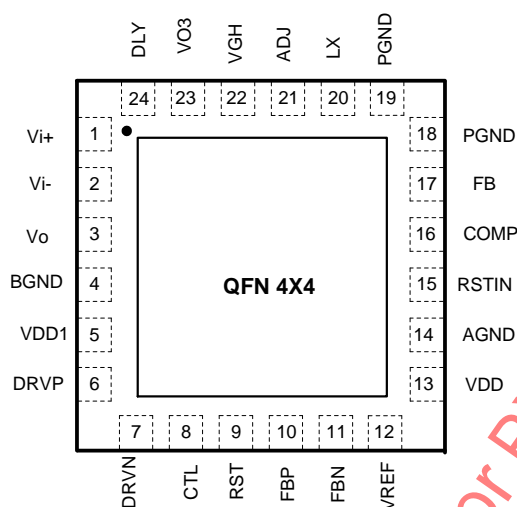 DLY VO3 VGH ADJ LX PGND
24 23 22 21 20 19
Vi+ 1 18 PGND
Vi- 2 17 FB
Vo 3 16 COMP
BGND 4 QFN 4X4 15 RSTIN
VDD1 5 14 AGND
DRVP 6 13 VDD
7 8 9 10 11 12
DRVN CTL RST FBP FBN VREF
or